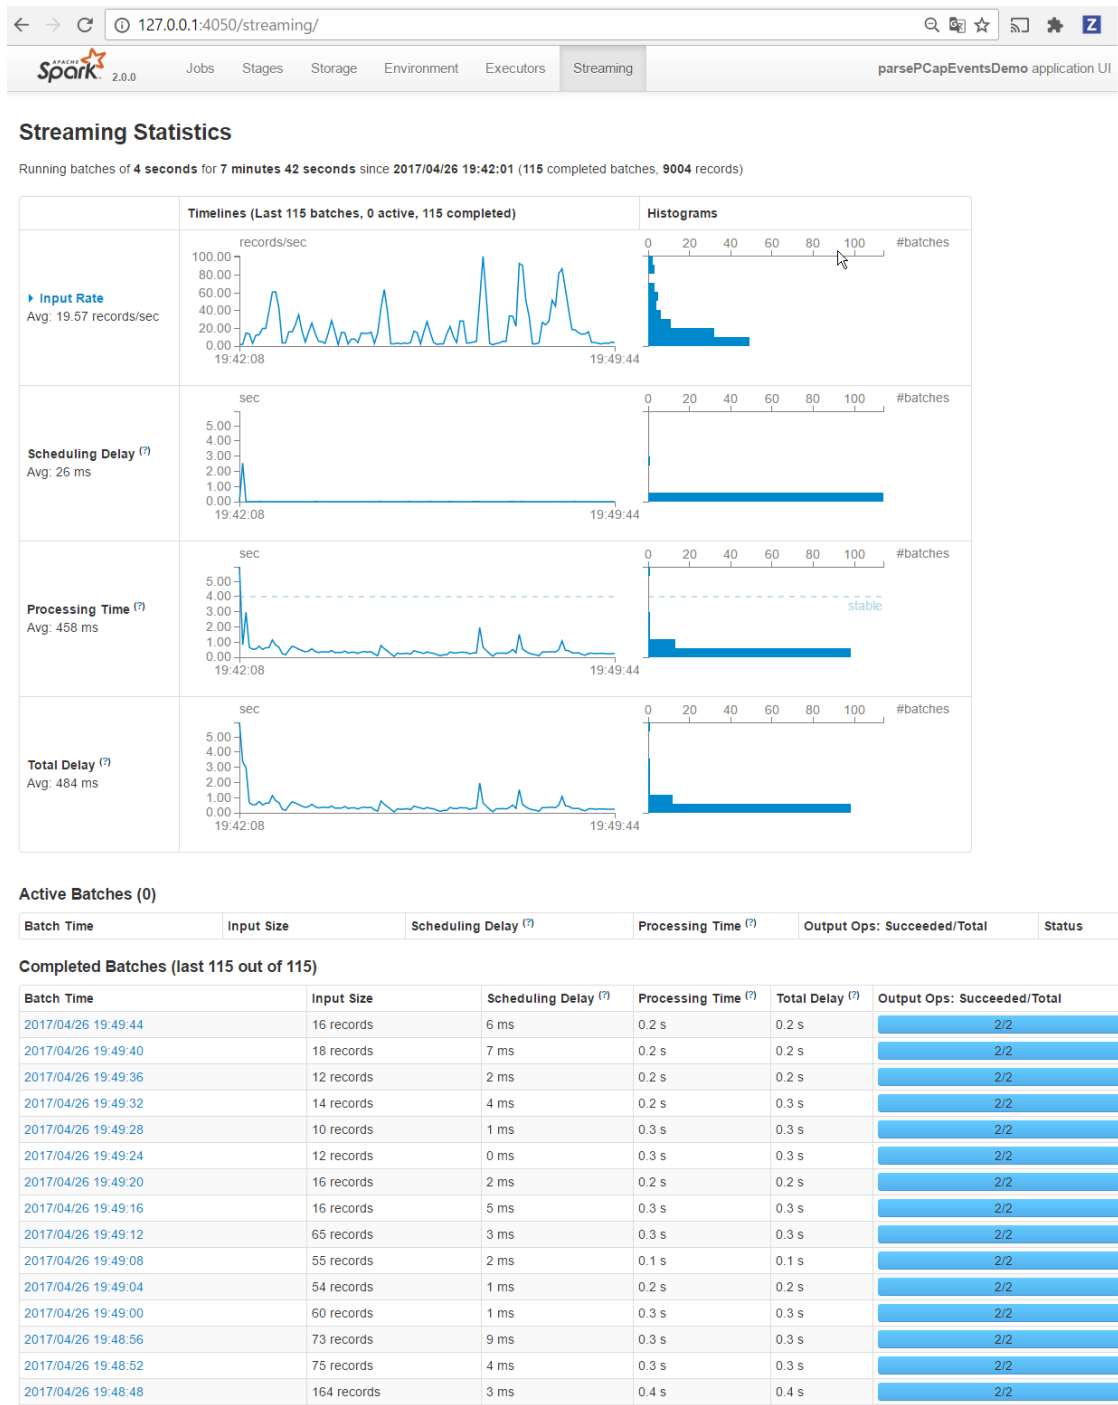 127.0.0.1:4050/streaming/
APACHE Spark 2.0.0 Jobs Stages Storage Environment Executors Streaming parsePCapEventsDemo application UI
Streaming Statistics
Running batches of 4 seconds for 7 minutes 42 seconds since 2017/04/26 19:42:01 (115 completed batches, 9004 records)
Timelines (Last 115 batches, 0 active, 115 completed) Histograms
records/sec 0 20 40 60 80 100 #batches
100.00
80.00
60.00
40.00
20.00
0.00
Input Rate
Avg: 19.57 records/sec
19:42:08 19:49:44
sec 0 20 40 60 80 100 #batches
5.00
4.00
3.00
2.00
1.00
0.00
Scheduling Delay (?)
Avg: 26 ms
19:42:08 19:49:44
sec 0 20 40 60 80 100 #batches
5.00
4.00
3.00
2.00
1.00
0.00
stable
Processing Time (?)
Avg: 458 ms
19:42:08 19:49:44
sec 0 20 40 60 80 100 #batches
5.00
4.00
3.00
2.00
1.00
0.00
Total Delay (?)
Avg: 484 ms
19:42:08 19:49:44
Active Batches (0)
Batch Time Input Size Scheduling Delay (?) Processing Time (?) Output Ops: Succeeded/Total Status
Completed Batches (last 115 out of 115)
Batch Time Input Size Scheduling Delay (?) Processing Time (?) Total Delay (?) Output Ops: Succeeded/Total
2017/04/26 19:49:44 16 records 6 ms 0.2 s 0.2 s 2/2
2017/04/26 19:49:40 18 records 7 ms 0.2 s 0.2 s 2/2
2017/04/26 19:49:36 12 records 2 ms 0.2 s 0.2 s 2/2
2017/04/26 19:49:32 14 records 4 ms 0.2 s 0.3 s 2/2
2017/04/26 19:49:28 10 records 1 ms 0.3 s 0.3 s 2/2
2017/04/26 19:49:24 12 records 0 ms 0.3 s 0.3 s 2/2
2017/04/26 19:49:20 16 records 2 ms 0.2 s 0.2 s 2/2
2017/04/26 19:49:16 16 records 5 ms 0.3 s 0.3 s 2/2
2017/04/26 19:49:12 65 records 3 ms 0.3 s 0.3 s 2/2
2017/04/26 19:49:08 55 records 2 ms 0.1 s 0.1 s 2/2
2017/04/26 19:49:04 54 records 1 ms 0.2 s 0.2 s 2/2
2017/04/26 19:49:00 60 records 1 ms 0.3 s 0.3 s 2/2
2017/04/26 19:48:56 73 records 9 ms 0.3 s 0.3 s 2/2
2017/04/26 19:48:52 75 records 4 ms 0.3 s 0.3 s 2/2
2017/04/26 19:48:48 164 records 3 ms 0.4 s 0.4 s 2/2